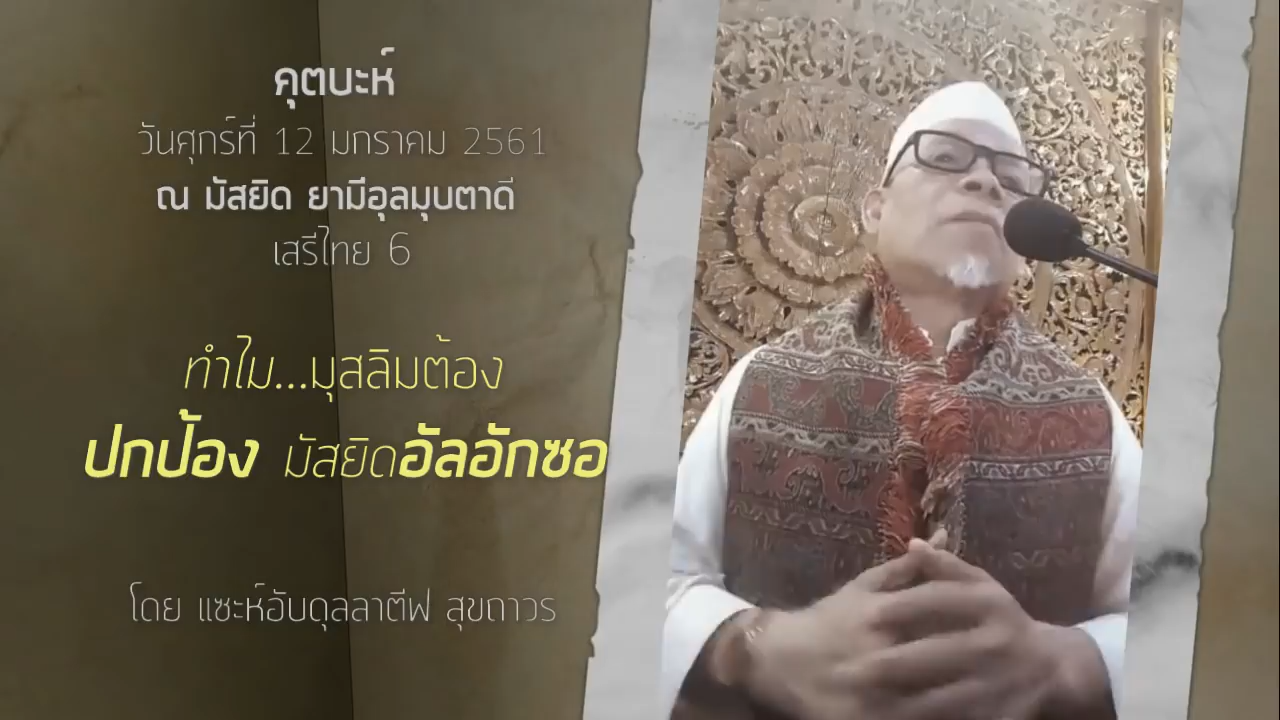 คุตบะห์
วันศุกร์ที่ 12 มกราคม 2561
ณ มัสยิด ยามีอุลมุบตาดี
เสรีไทย 6
ทำไม...มุสลิมต้อง
ปกป้อง มัสยิดอัลอักซอ
โดย แซะห์อับดุลลาตีฟ สุขถาวร